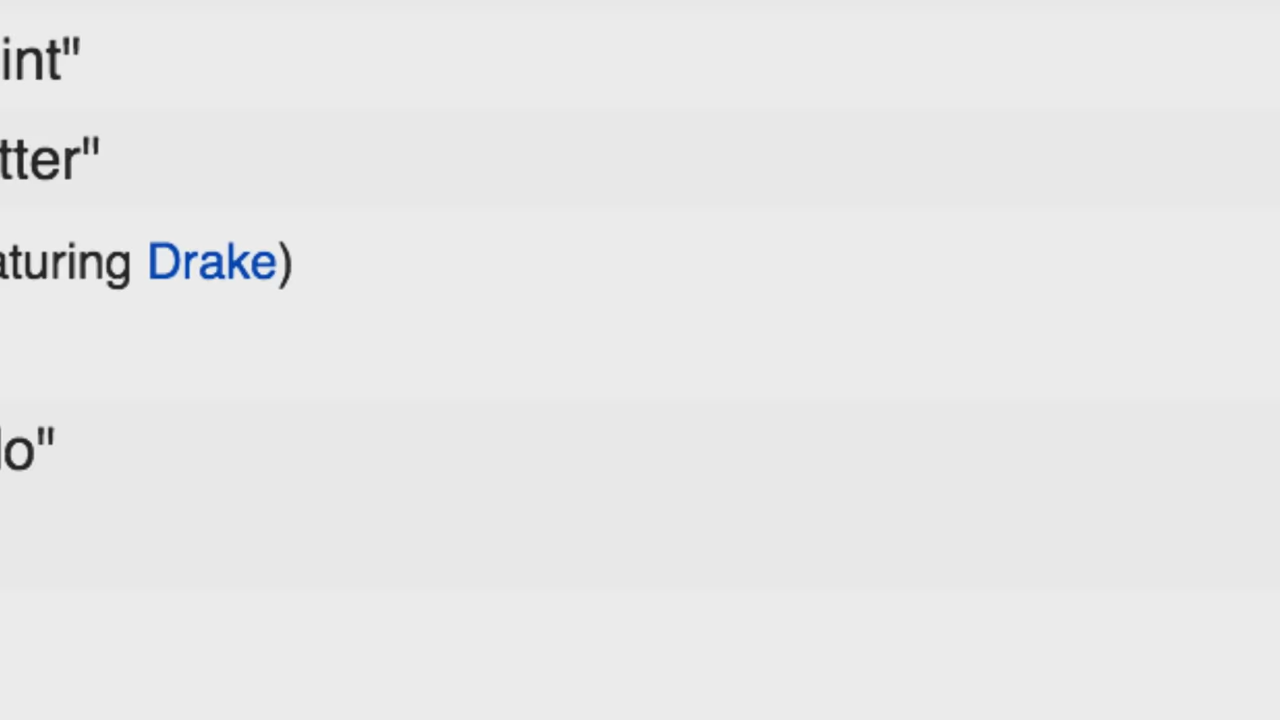 int"
tter"
aturing Drake)
lo"